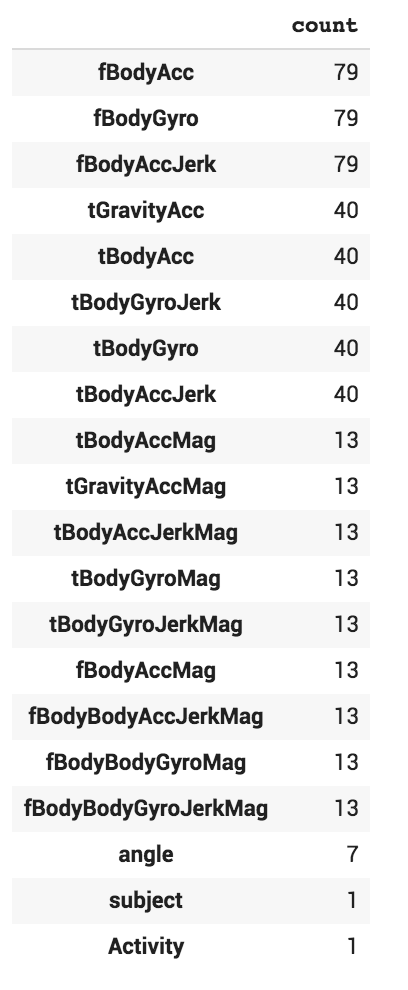 count
fBodyAcc 79
fBodyGyro 79
fBodyAccJerk 79
tGravityAcc 40
tBodyAcc 40
tBodyGyroJerk 40
tBodyGyro 40
tBodyAccJerk 40
tBodyAccMag 13
tGravityAccMag 13
tBodyAccJerkMag 13
tBodyGyroMag 13
tBodyGyroJerkMag 13
fBodyAccMag 13
fBodyBodyAccJerkMag 13
fBodyBodyGyroMag 13
fBodyBodyGyroJerkMag 13
angle 7
subject 1
Activity 1